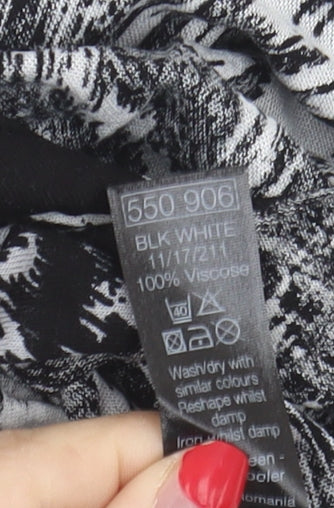 550 906
BLK WHITE
11/17/211
100% Viscose
40
Wash/dry with
similar colours
Reshape whilst
damp
Iron whilst damp